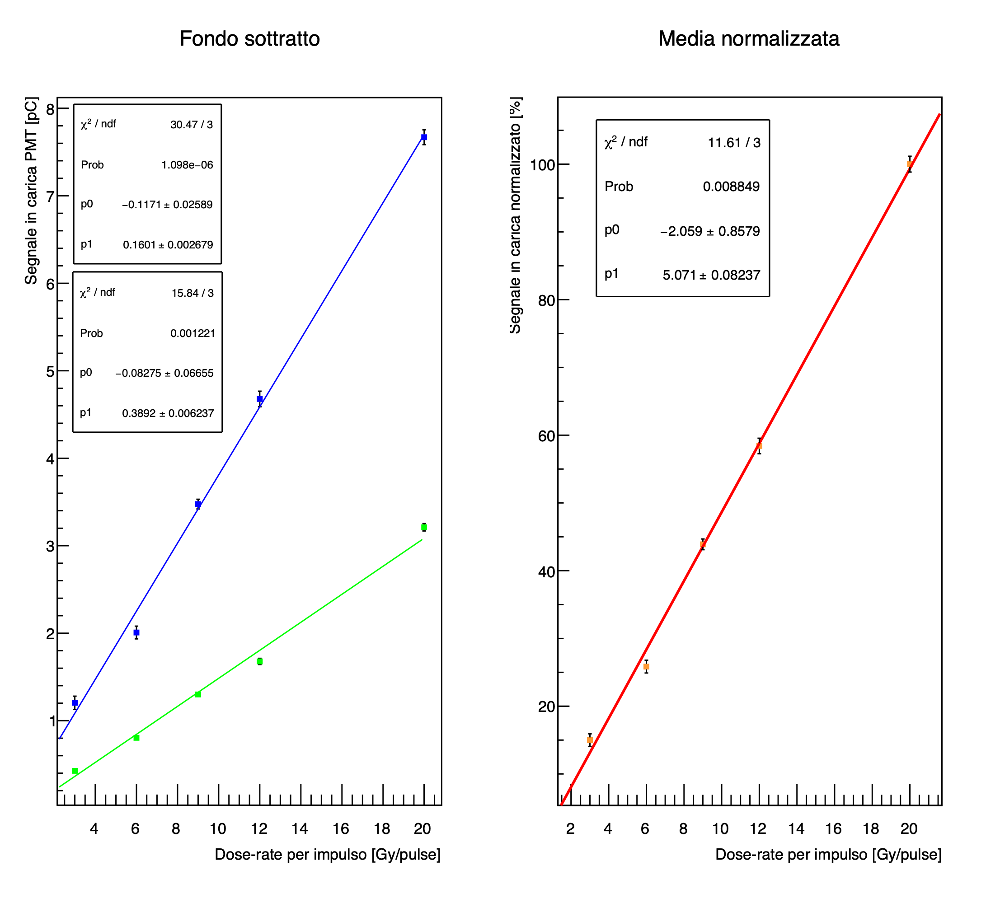 Fondo sottratto
Segnale in carica PMT [pC]
8
7
6
5
4
3
2
1
χ² / ndf 30.47 / 3
Prob 1.098e−06
p0 −0.1171 ± 0.02589
p1 0.1601 ± 0.002679
χ² / ndf 15.84 / 3
Prob 0.001221
p0 −0.08275 ± 0.06655
p1 0.3892 ± 0.006237
4 6 8 10 12 14 16 18 20
Dose-rate per impulso [Gy/pulse]
Media normalizzata
Segnale in carica normalizzato [%]
100
80
60
40
20
χ² / ndf 11.61 / 3
Prob 0.008849
p0 −2.059 ± 0.8579
p1 5.071 ± 0.08237
2 4 6 8 10 12 14 16 18 20
Dose-rate per impulso [Gy/pulse]